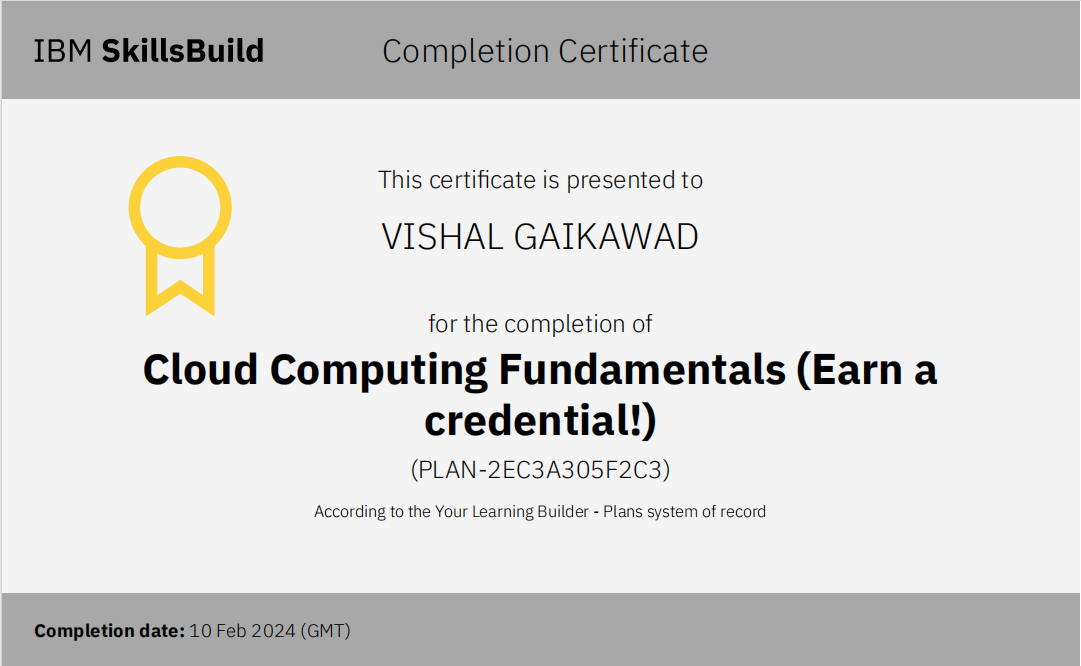 IBM SkillsBuild
Completion Certificate
This certificate is presented to
VISHAL GAIKAWAD
for the completion of
Cloud Computing Fundamentals (Earn a
credential!)
(PLAN-2EC3A305F2C3)
According to the Your Learning Builder - Plans system of record
Completion date: 10 Feb 2024 (GMT)